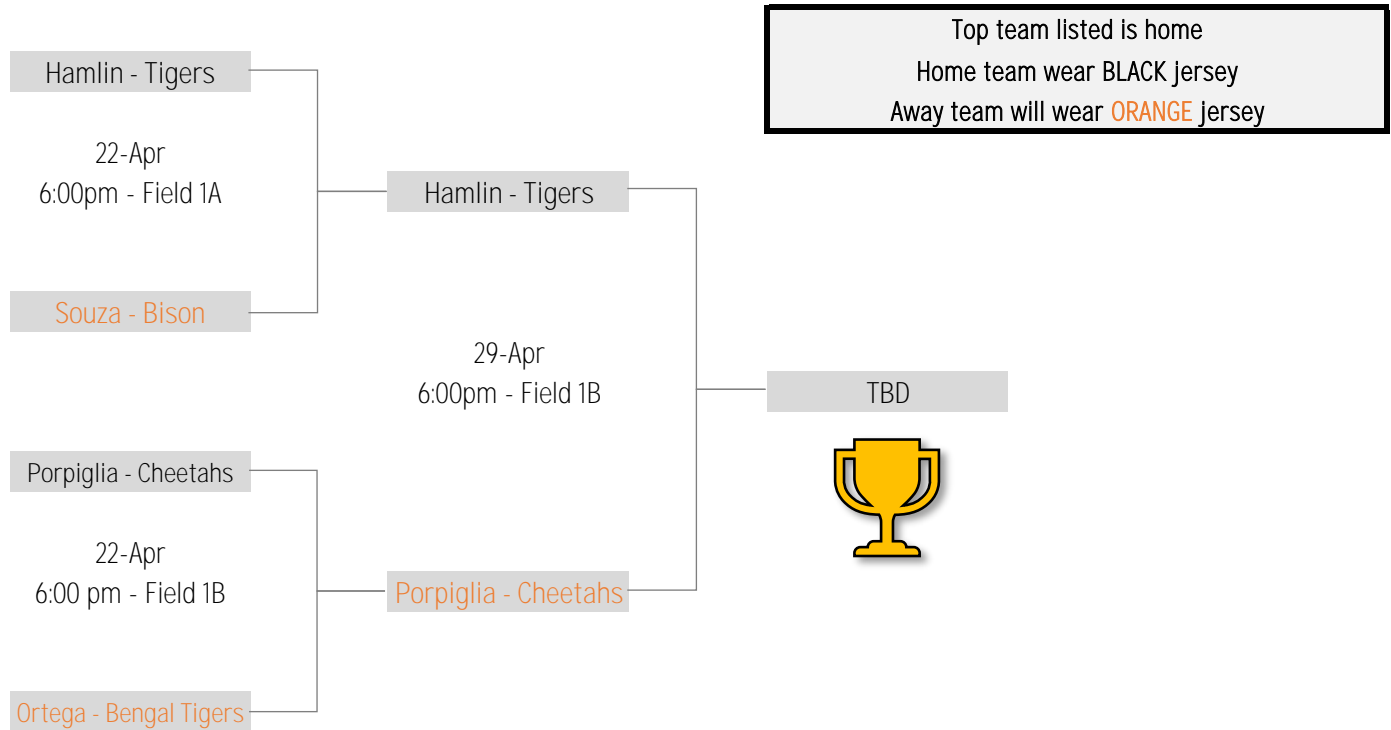 Top team listed is home
Home team wear BLACK jersey
Away team will wear ORANGE jersey
Hamlin - Tigers
22-Apr
6:00pm - Field 1A
Souza - Bison
Porpiglia - Cheetahs
22-Apr
6:00 pm - Field 1B
Ortega - Bengal Tigers
Hamlin - Tigers
29-Apr
6:00pm - Field 1B
Porpiglia - Cheetahs
TBD